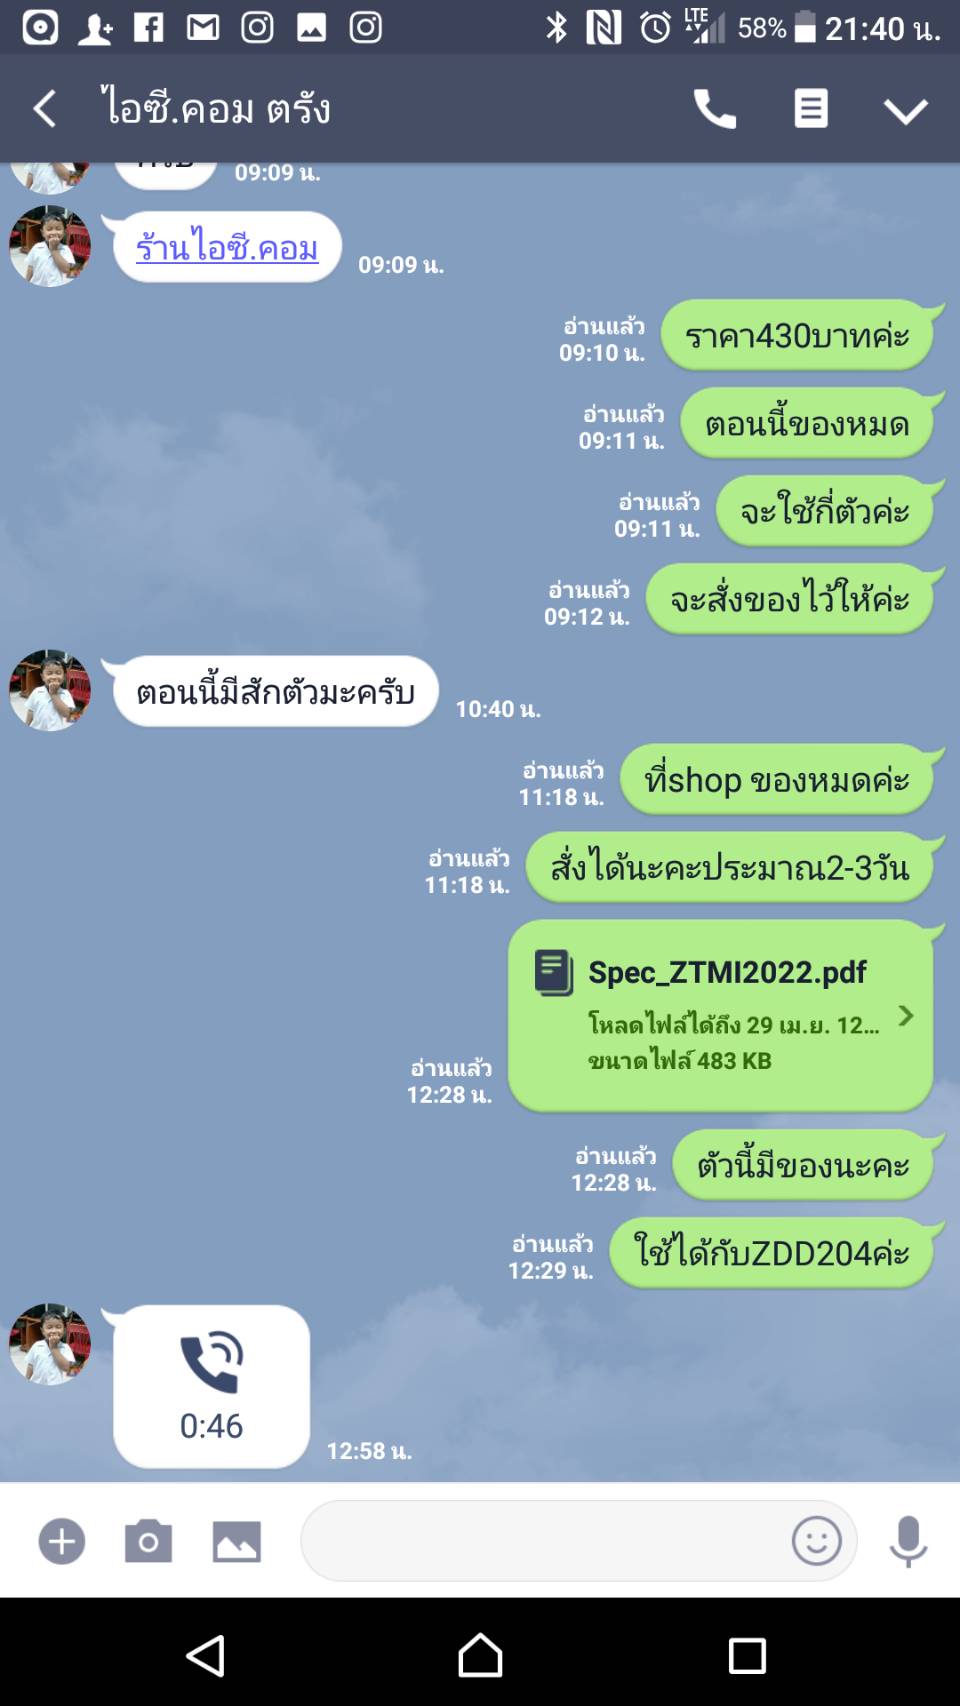 LTE
58%
21:40 น.
ไอซี.คอม ตรัง
09:09 น.
ร้านไอซี.คอม
09:09 น.
อ่านแล้ว
09:10 น.
ราคา430บาทค่ะ
อ่านแล้ว
09:11 น.
ตอนนี้ของหมด
อ่านแล้ว
09:11 น.
จะใช้กี่ตัวค่ะ
อ่านแล้ว
09:12 น.
จะสั่งของไว้ให้ค่ะ
ตอนนี้มีสักตัวมะครับ
10:40 น.
อ่านแล้ว
11:18 น.
ที่shop ของหมดค่ะ
อ่านแล้ว
11:18 น.
สั่งได้นะคะประมาณ2-3วัน
Spec_ZTMI2022.pdf
โหลดไฟล์ได้ถึง 29 เม.ย. 12...
ขนาดไฟล์ 483 KB
อ่านแล้ว
12:28 น.
อ่านแล้ว
12:28 น.
ตัวนี้มีของนะคะ
อ่านแล้ว
12:29 น.
ใช้ได้กับZDD204ค่ะ
0:46
12:58 น.